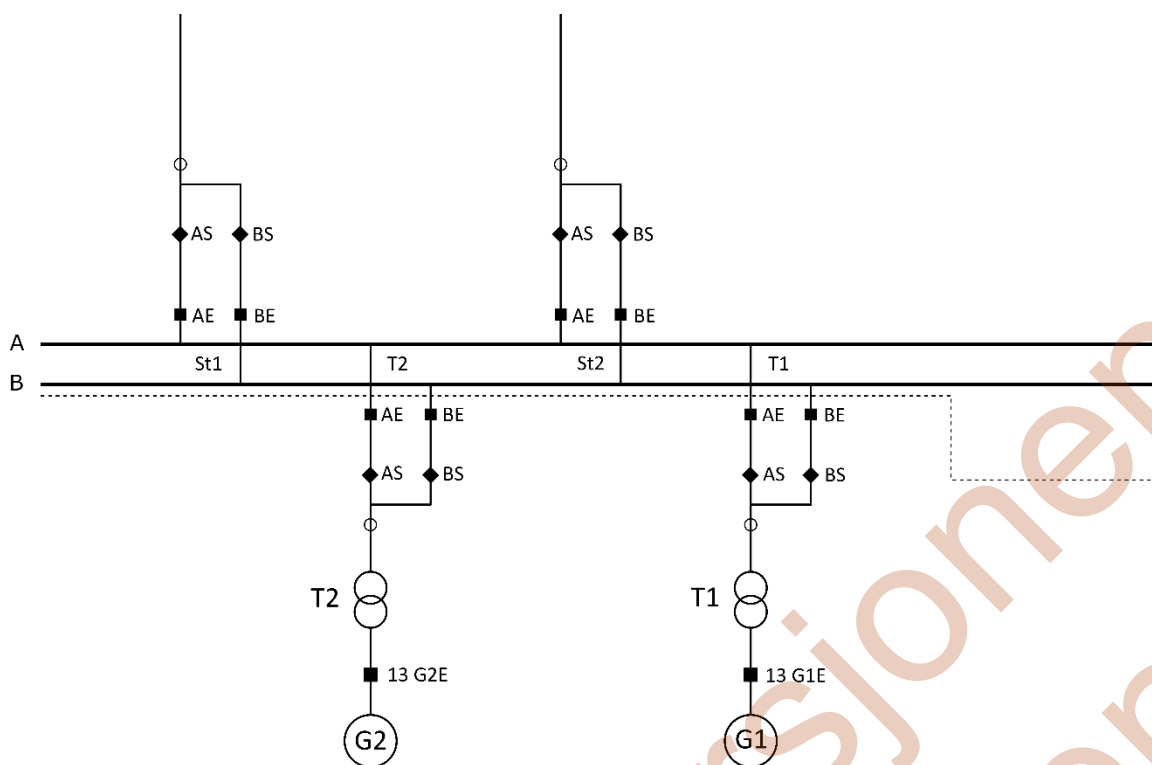 AS BS AS BS
AE BE AE BE
A
St1 T2 St2 T1
B
AE BE AE BE
AS BS AS BS
T2 T1
13 G2E 13 G1E
G2 G1